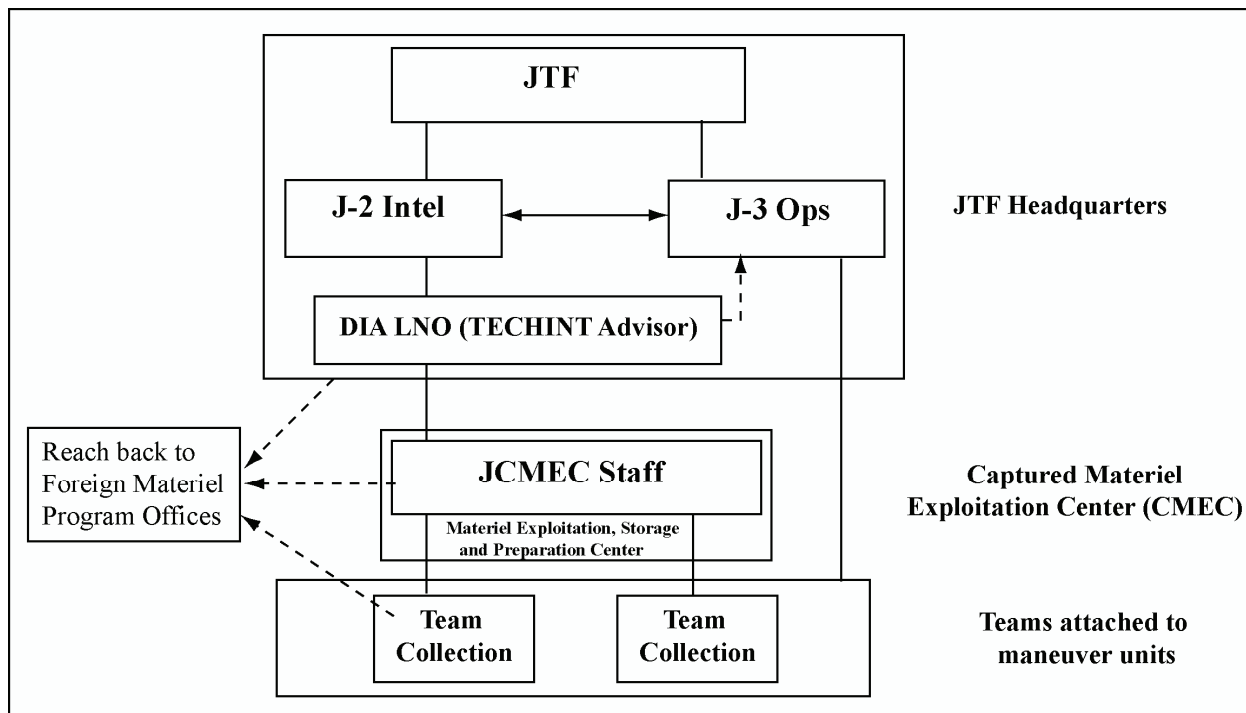 JTF
J-2 Intel
J-3 Ops
JTF Headquarters
DIA LNO (TECHINT Advisor)
Reach back to
Foreign Materiel
Program Offices
JCMEC Staff
Materiel Exploitation, Storage
and Preparation Center
Captured Materiel
Exploitation Center (CMEC)
Team
Collection
Team
Collection
Teams attached to
maneuver units